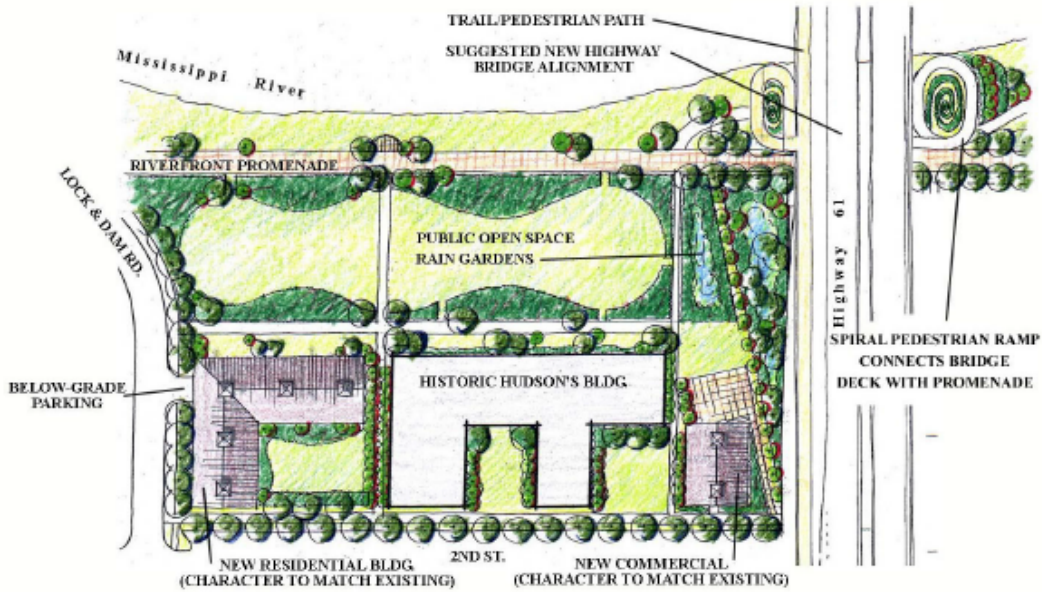 TRAIL/PEDESTRIAN PATH
SUGGESTED NEW HIGHWAY
BRIDGE ALIGNMENT
Mississippi River
RIVERFRONT PROMENADE
LOCK & DAM RD.
PUBLIC OPEN SPACE
RAIN GARDENS
Highway 61
SPIRAL PEDESTRIAN RAMP
CONNECTS BRIDGE
DECK WITH PROMENADE
BELOW-GRADE
PARKING
HISTORIC HUDSON'S BLDG.
2ND ST.
NEW RESIDENTIAL BLDG.
(CHARACTER TO MATCH EXISTING)
NEW COMMERCIAL
(CHARACTER TO MATCH EXISTING)